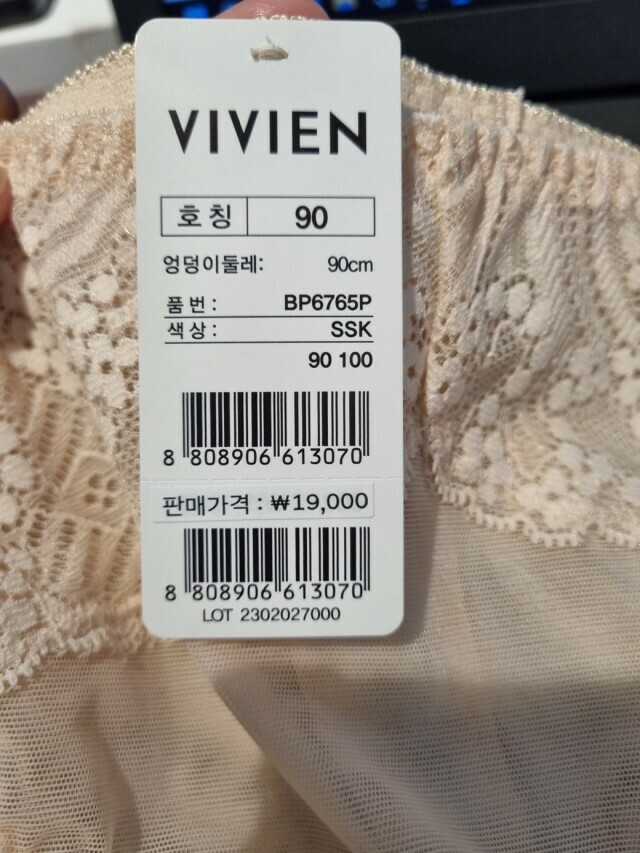 VIVIEN
호칭 90
엉덩이둘레: 90cm
품번: BP6765P
색상: SSK
90 100
8 808906 613070
판매가격 : ₩19,000
8 808906 613070
LOT 2302027000